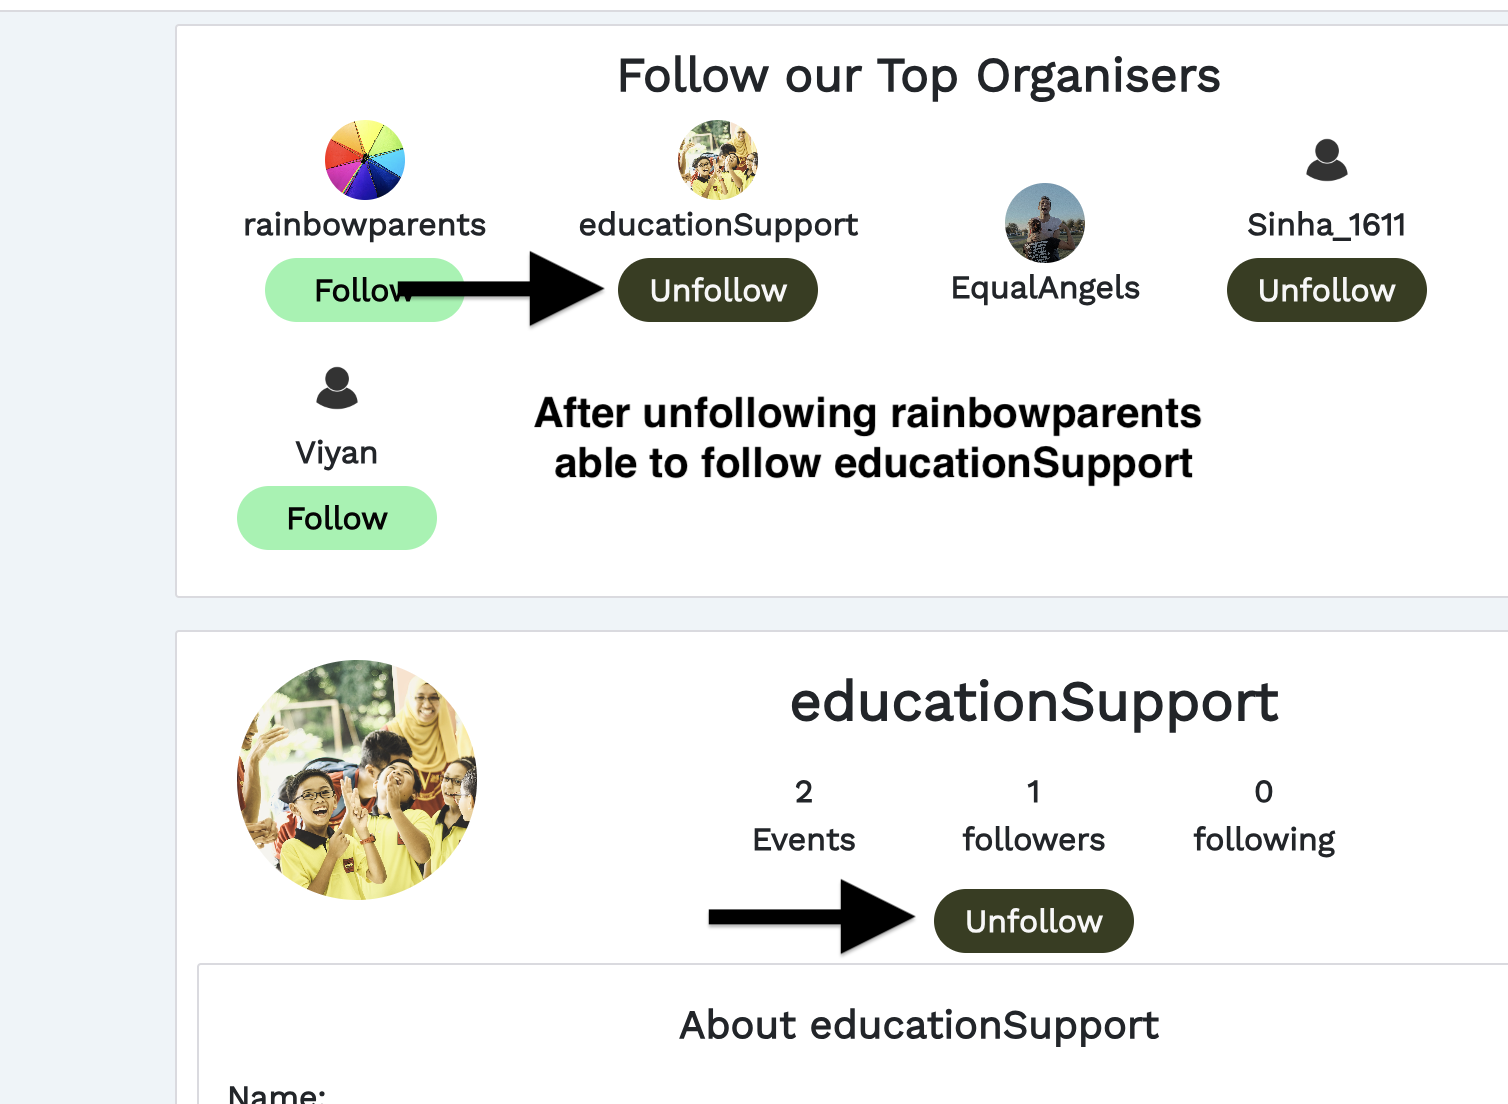 Follow our Top Organisers
rainbowparents
educationSupport
EqualAngels
Sinha_1611
Follow
Unfollow
Unfollow
Viyan
Follow
After unfollowing rainbowparents
able to follow educationSupport
educationSupport
2
1
0
Events
followers
following
Unfollow
About educationSupport
Name: